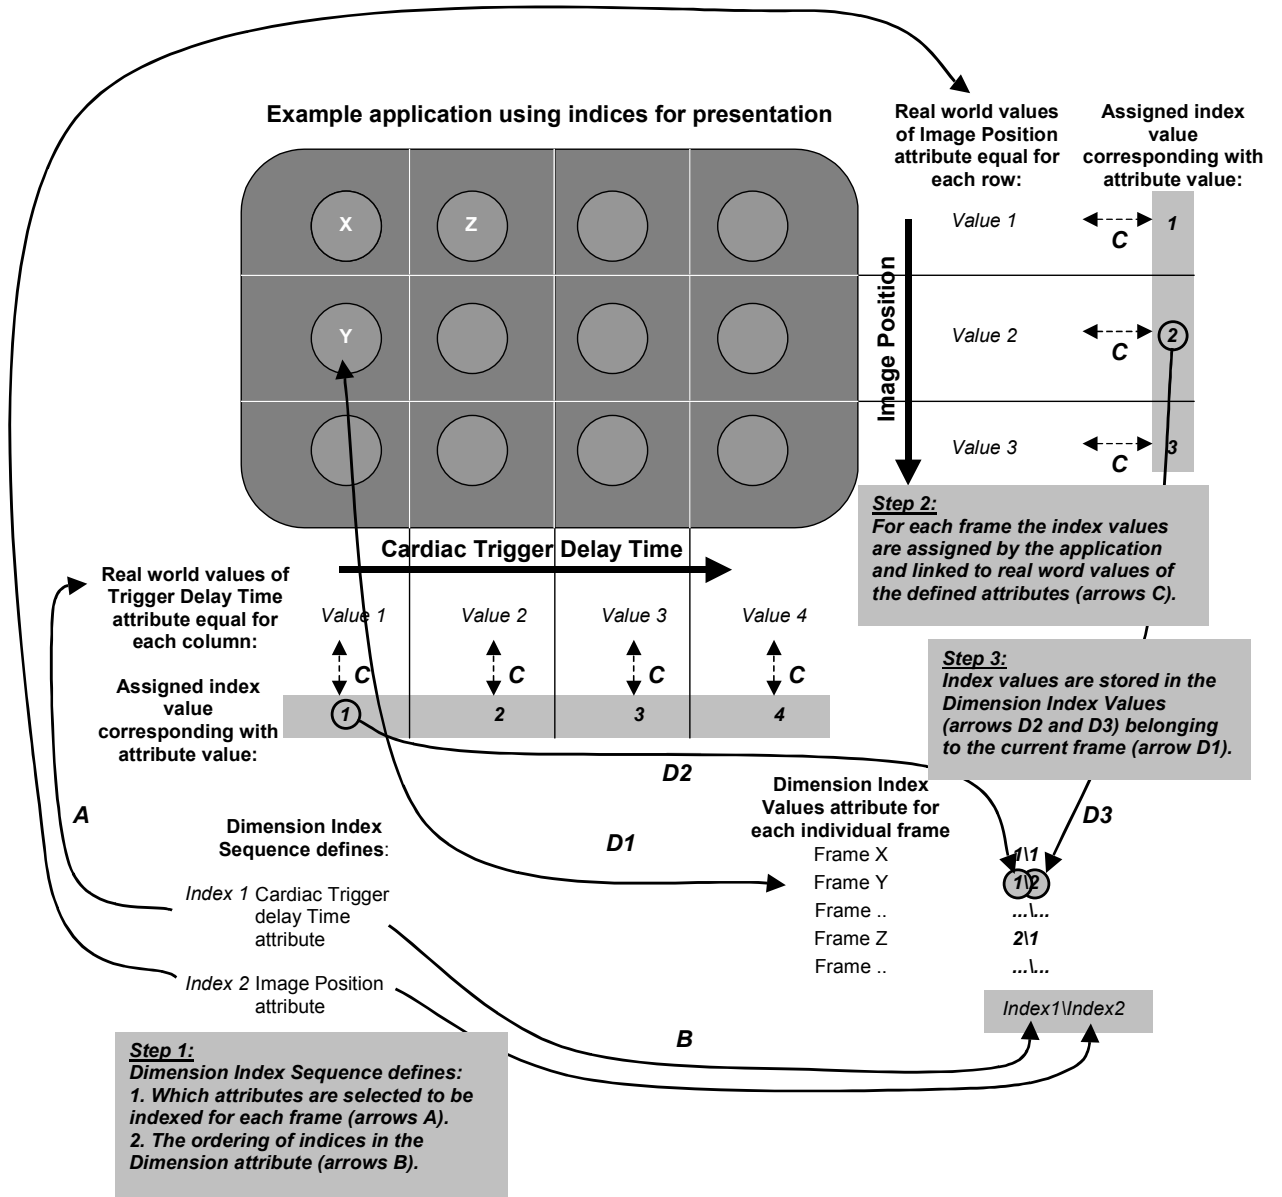 Example application using indices for presentation
Real world values
of Image Position
attribute equal for
each row:
Assigned index
value
corresponding with
attribute value:
X
Z
Y
Image Position
Value 1
C
1
Value 2
C
2
Value 3
C
3
Step 2:
For each frame the index values
are assigned by the application
and linked to real word values of
the defined attributes (arrows C).
Cardiac Trigger Delay Time
Real world values of
Trigger Delay Time
attribute equal for
each column:
Value 1
Value 2
Value 3
Value 4
C
C
C
C
Assigned index
value
corresponding with
attribute value:
1
2
3
4
Step 3:
Index values are stored in the
Dimension Index Values
(arrows D2 and D3) belonging
to the current frame (arrow D1).
D2
D1
D3
A
B
Dimension Index
Values attribute for
each individual frame
Frame X 1\1
Frame Y 1\2
Frame .. ...\...
Frame Z 2\1
Frame .. ...\...
Index1\Index2
Dimension Index
Sequence defines:
Index 1 Cardiac Trigger
delay Time
attribute
Index 2 Image Position
attribute
Step 1:
Dimension Index Sequence defines:
1. Which attributes are selected to be
indexed for each frame (arrows A).
2. The ordering of indices in the
Dimension attribute (arrows B).